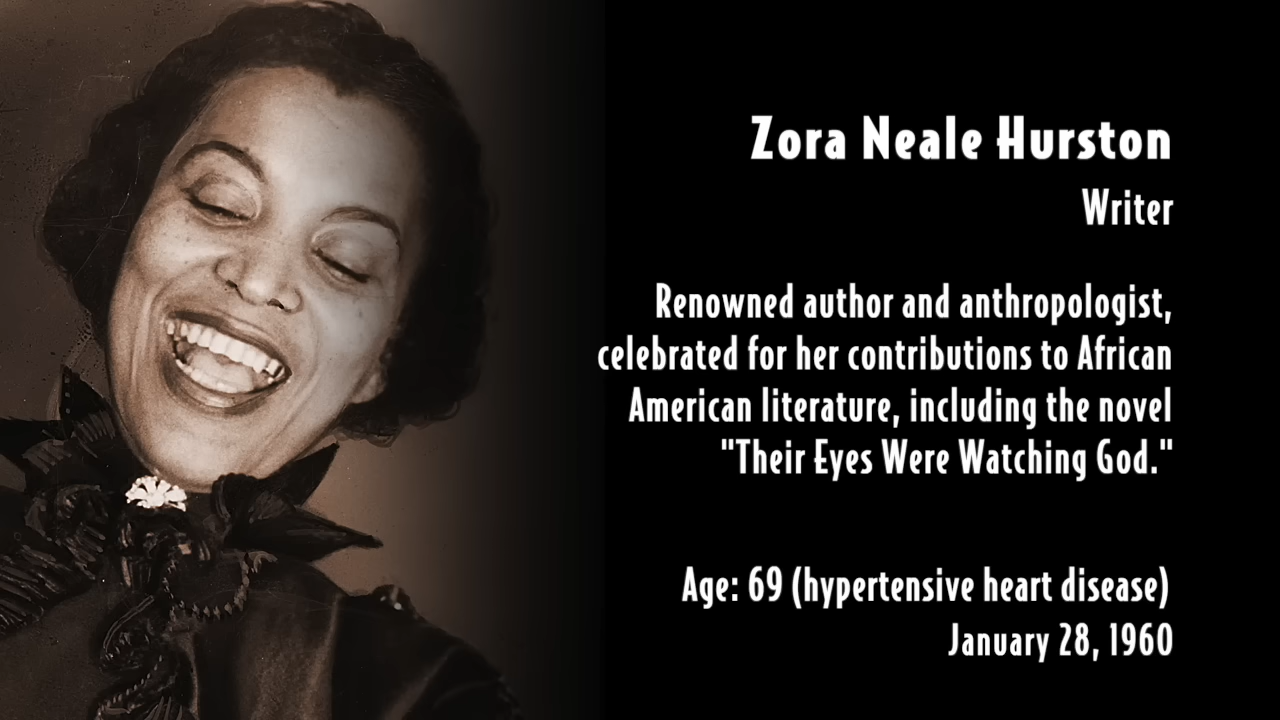 Zora Neale Hurston
Writer
Renowned author and anthropologist,
celebrated for her contributions to African
American literature, including the novel
"Their Eyes Were Watching God."
Age: 69 (hypertensive heart disease)
January 28, 1960